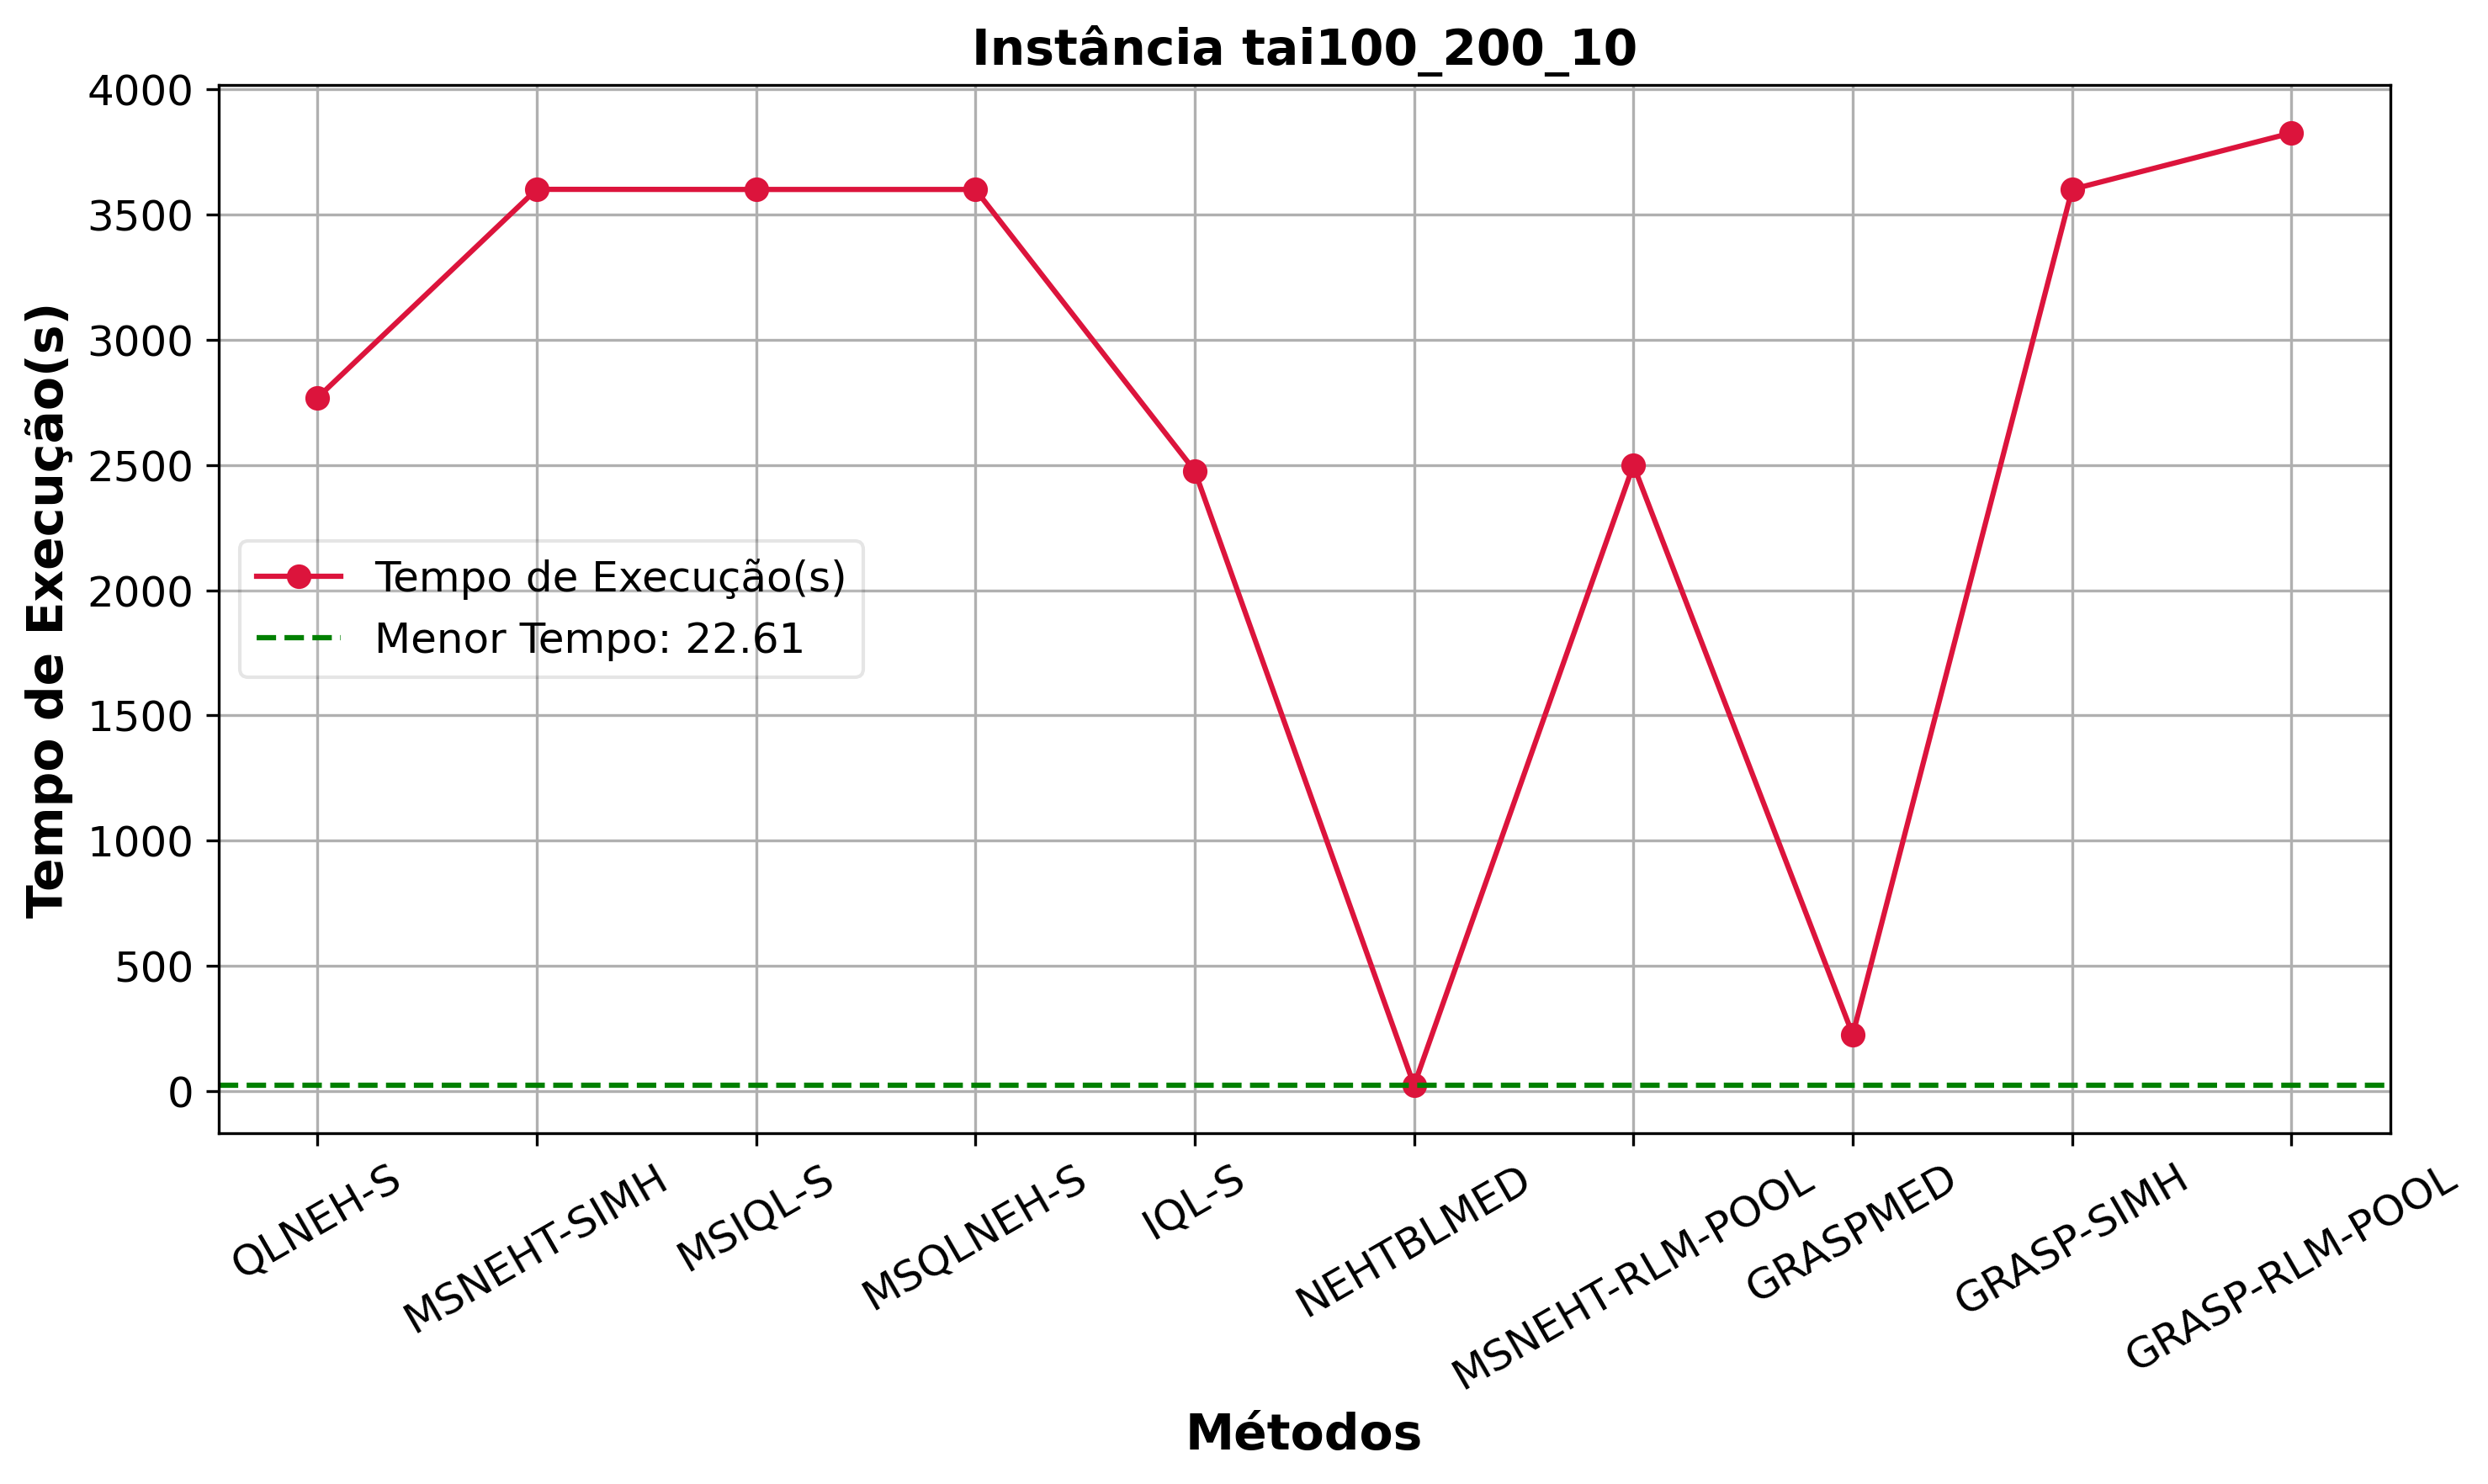 Instância tai100_200_10
Tempo de Execução(s)
4000
3500
3000
2500
2000
1500
1000
500
0
Tempo de Execução(s)
Menor Tempo: 22.61
QLNEH-S
MSNEHT-SIMH
MSIQL-S
MSQLNEH-S
IQL-S
NEHTBLMED
MSNEHT-RLM-POOL
GRASPMED
GRASP-SIMH
GRASP-RLM-POOL
Métodos